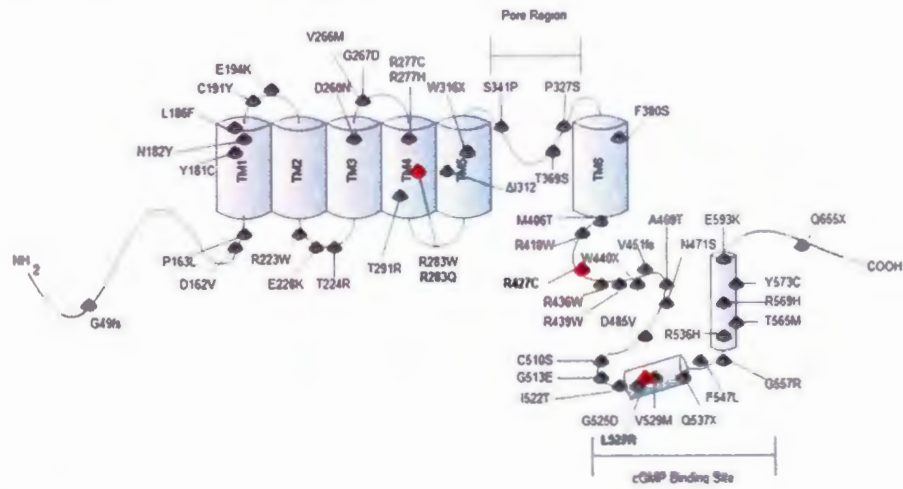 Pore Region
V266M
G267D
R277C
R277H
W316X
S341P
P327S
E194K
C191Y
D260N
F380S
L186F
N182Y
Y181C
TM1
TM2
TM3
TM4
TM5
TM6
T369S
ΔI312
M406T
R410W
A469T
E593K
Q655X
P163L
D162V
R223W
E228K
T224R
T291R
R283W
R283Q
V451fs
N471S
W440X
R427C
R436W
R439W
D485V
NH
2
COOH
G49fs
Y573C
R569H
T565M
R536H
C510S
G513E
I522T
G557R
F547L
G525D
V529M
Q537X
cGMP Binding Site